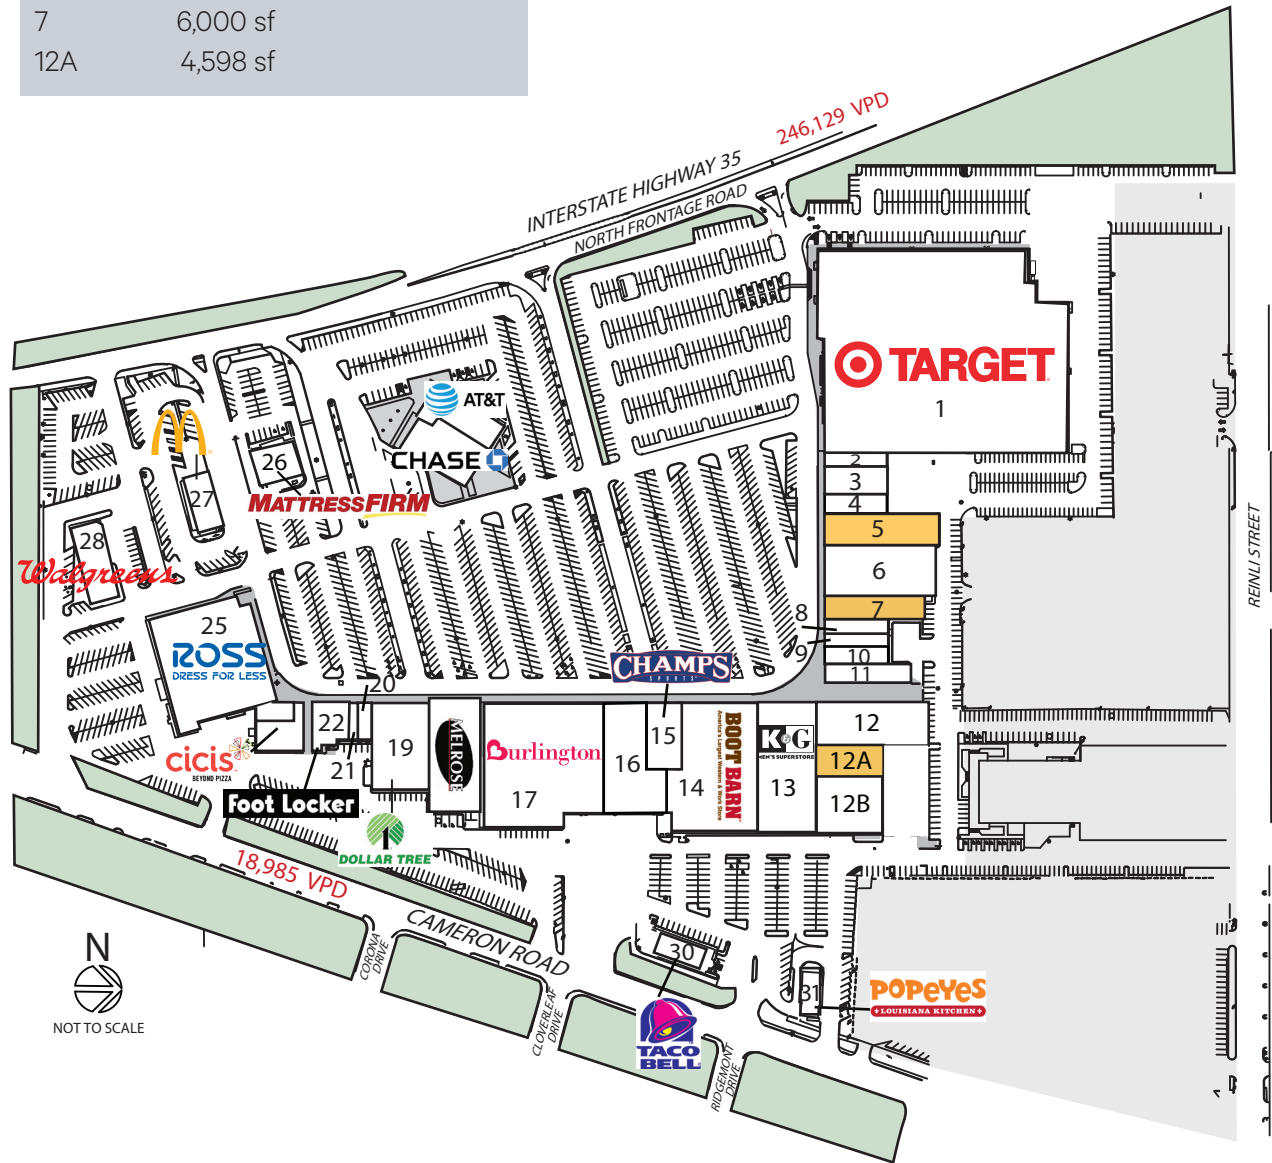 7 6,000 sf
12A 4,598 sf
246,129 VPD
INTERSTATE HIGHWAY 35
NORTH FRONTAGE ROAD
TARGET
1
AT&T
CHASE
26
MATTRESSFIRM
27
28
Walgreens
2
3
4
5
6
7
8
9
10
11
REINLI STREET
25
ROSS
DRESS FOR LESS
CHAMPS
SPORTS
20
22
21
19
MELROSE
Burlington
17
16
15
14
BOOT BARN
America's Largest Western & Work Store
K&G
MEN'S SUPERSTORE
13
12
12A
12B
cicis
BEYOND PIZZA
Foot Locker
1
DOLLAR TREE
18,985 VPD
CAMERON ROAD
CORONA
DRIVE
CLOVERLEAF
DRIVE
RIDGEMONT
DRIVE
30
31
TACO
BELL
POPEYES
LOUISIANA KITCHEN
N
NOT TO SCALE